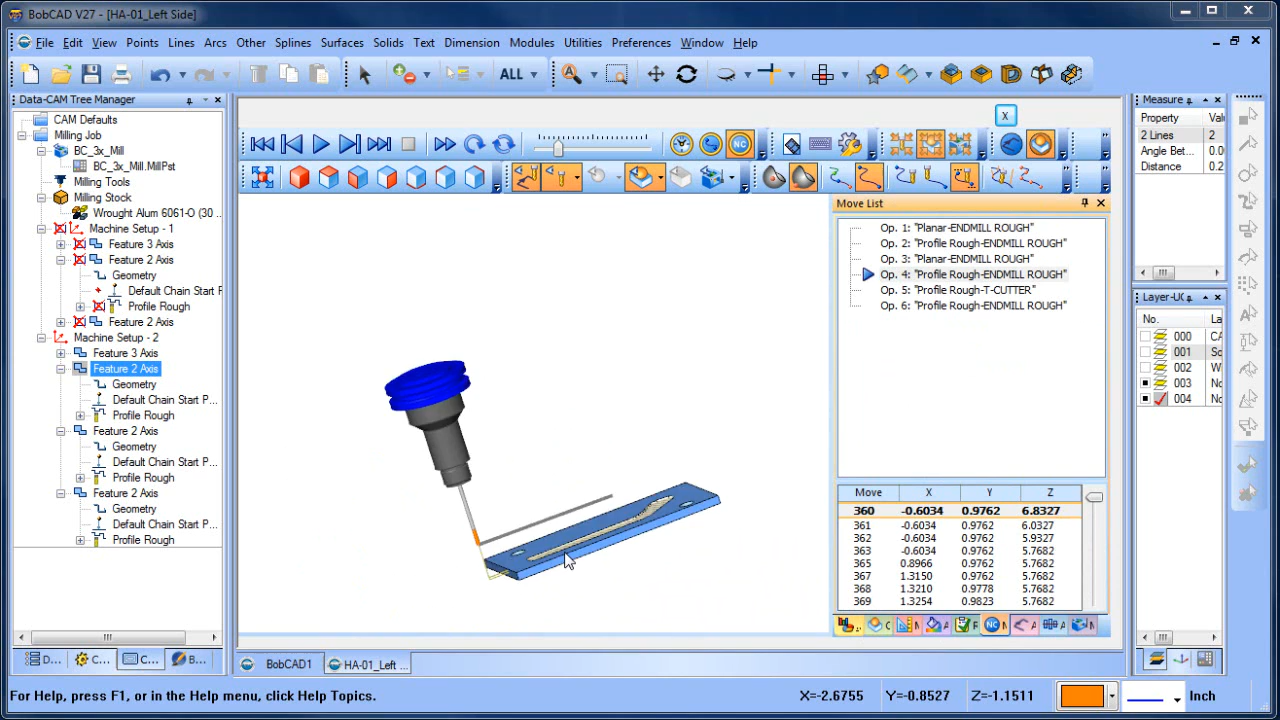 BobCAD V27 - [HA-01_Left Side]
File Edit View Points Lines Arcs Other Splines Surfaces Solids Text Dimension Modules Utilities Preferences Window Help
ALL
Data-CAM Tree Manager
CAM Defaults
Milling Job
BC_3x_Mill
BC_3x_Mill.MillPst
Milling Tools
Milling Stock
Wrought Alum 6061-O (30 ...
Machine Setup - 1
Feature 3 Axis
Feature 2 Axis
Geometry
Default Chain Start P
Profile Rough
Feature 2 Axis
Machine Setup - 2
Feature 3 Axis
Feature 2 Axis
Geometry
Default Chain Start P...
Profile Rough
Feature 2 Axis
Geometry
Default Chain Start P...
Profile Rough
Feature 2 Axis
Geometry
Default Chain Start P...
Profile Rough
D... C... C... B...
X
NC
Move List
Op. 1: "Planar-ENDMILL ROUGH"
Op. 2: "Profile Rough-ENDMILL ROUGH"
Op. 3: "Planar-ENDMILL ROUGH"
Op. 4: "Profile Rough-ENDMILL ROUGH"
Op. 5: "Profile Rough-T-CUTTER"
Op. 6: "Profile Rough-ENDMILL ROUGH"
Move X Y Z
360 -0.6034 0.9762 6.8327
361 -0.6034 0.9762 6.0327
362 -0.6034 0.9762 5.9327
363 -0.6034 0.9762 5.7682
365 0.8966 0.9762 5.7682
367 1.3150 0.9762 5.7682
368 1.3210 0.9778 5.7682
369 1.3254 0.9823 5.7682
BobCAD1 HA-01_Left ...
Measure
Property Valu
2 Lines 2
Angle Bet... 0.
Distance 0.2
Layer-UC
No. La
000 CA
001 So
002 W
003 No
004 No
For Help, press F1, or in the Help menu, click Help Topics.
X=-2.6755 Y=-0.8527 Z=-1.1511 Inch